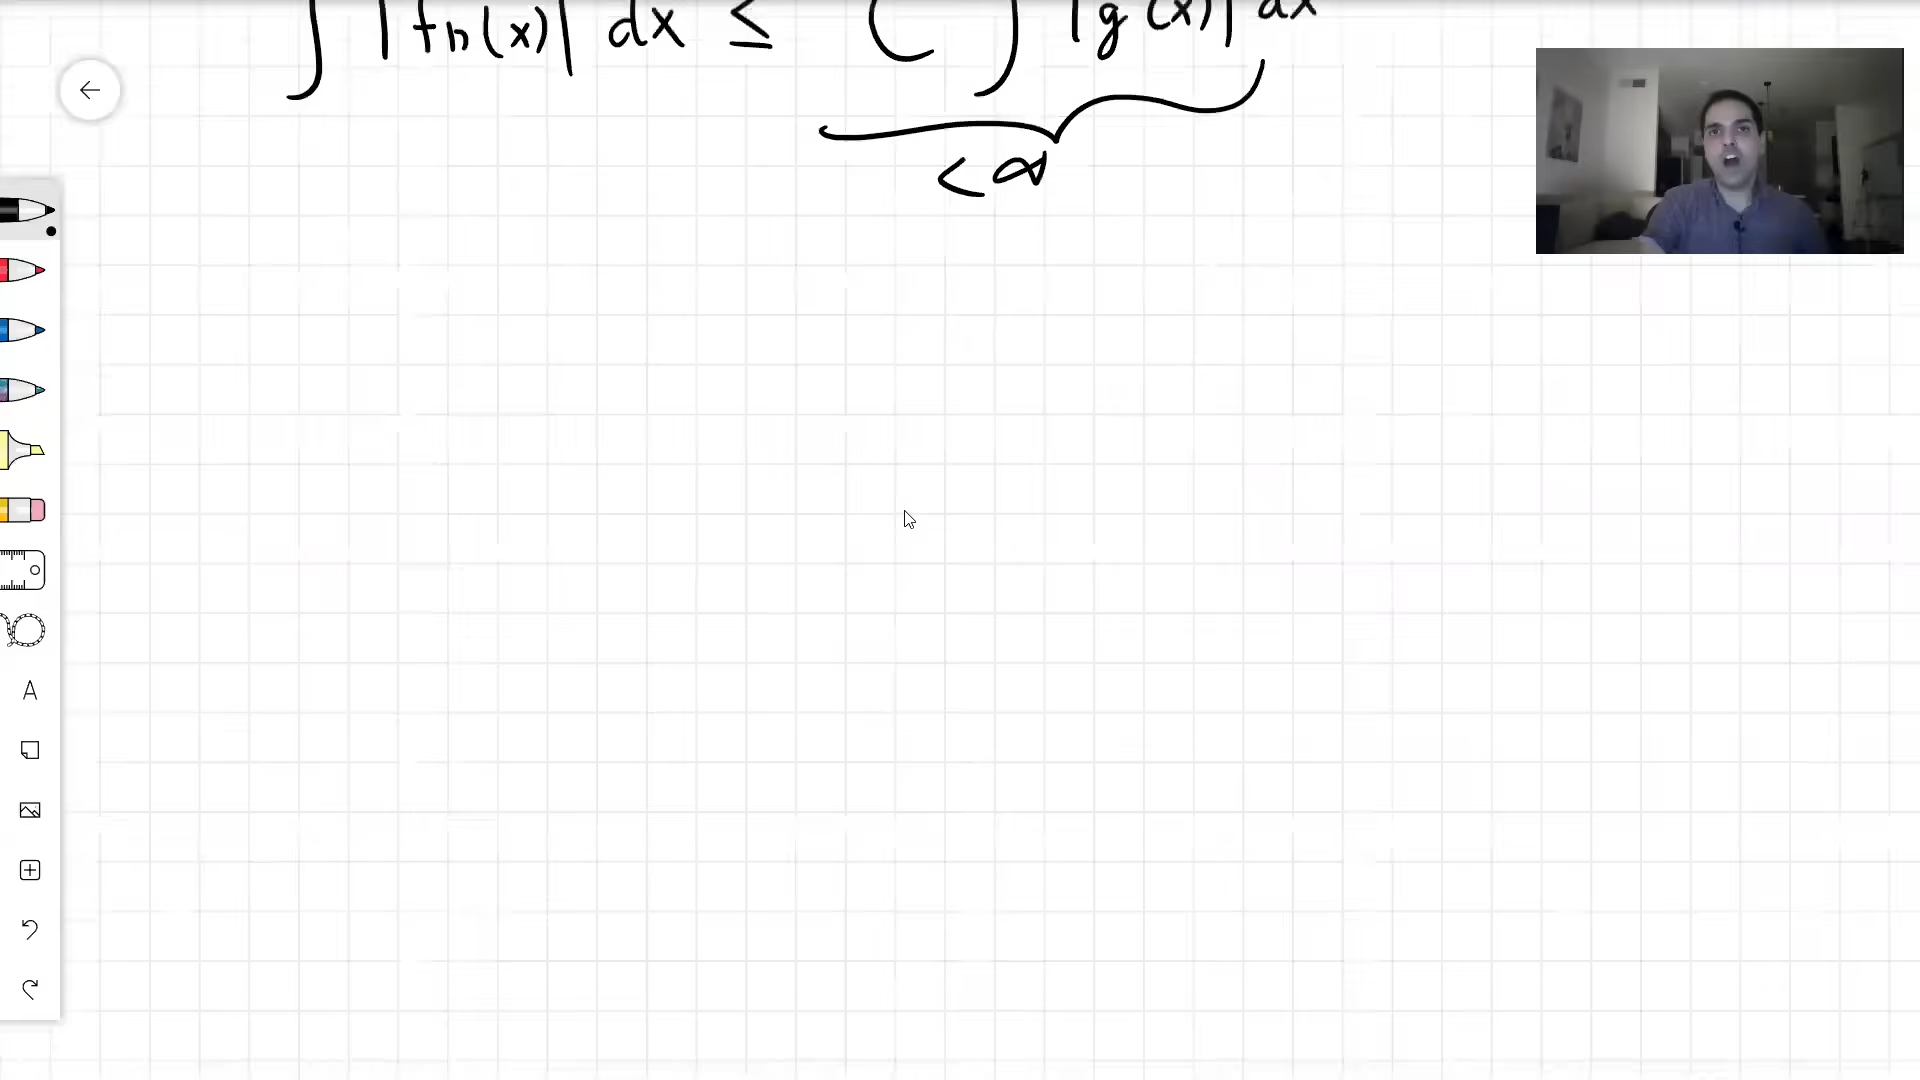 ∫ |fn(x)| dx ≤ C ∫ |g(x)| dx
< ∞
A